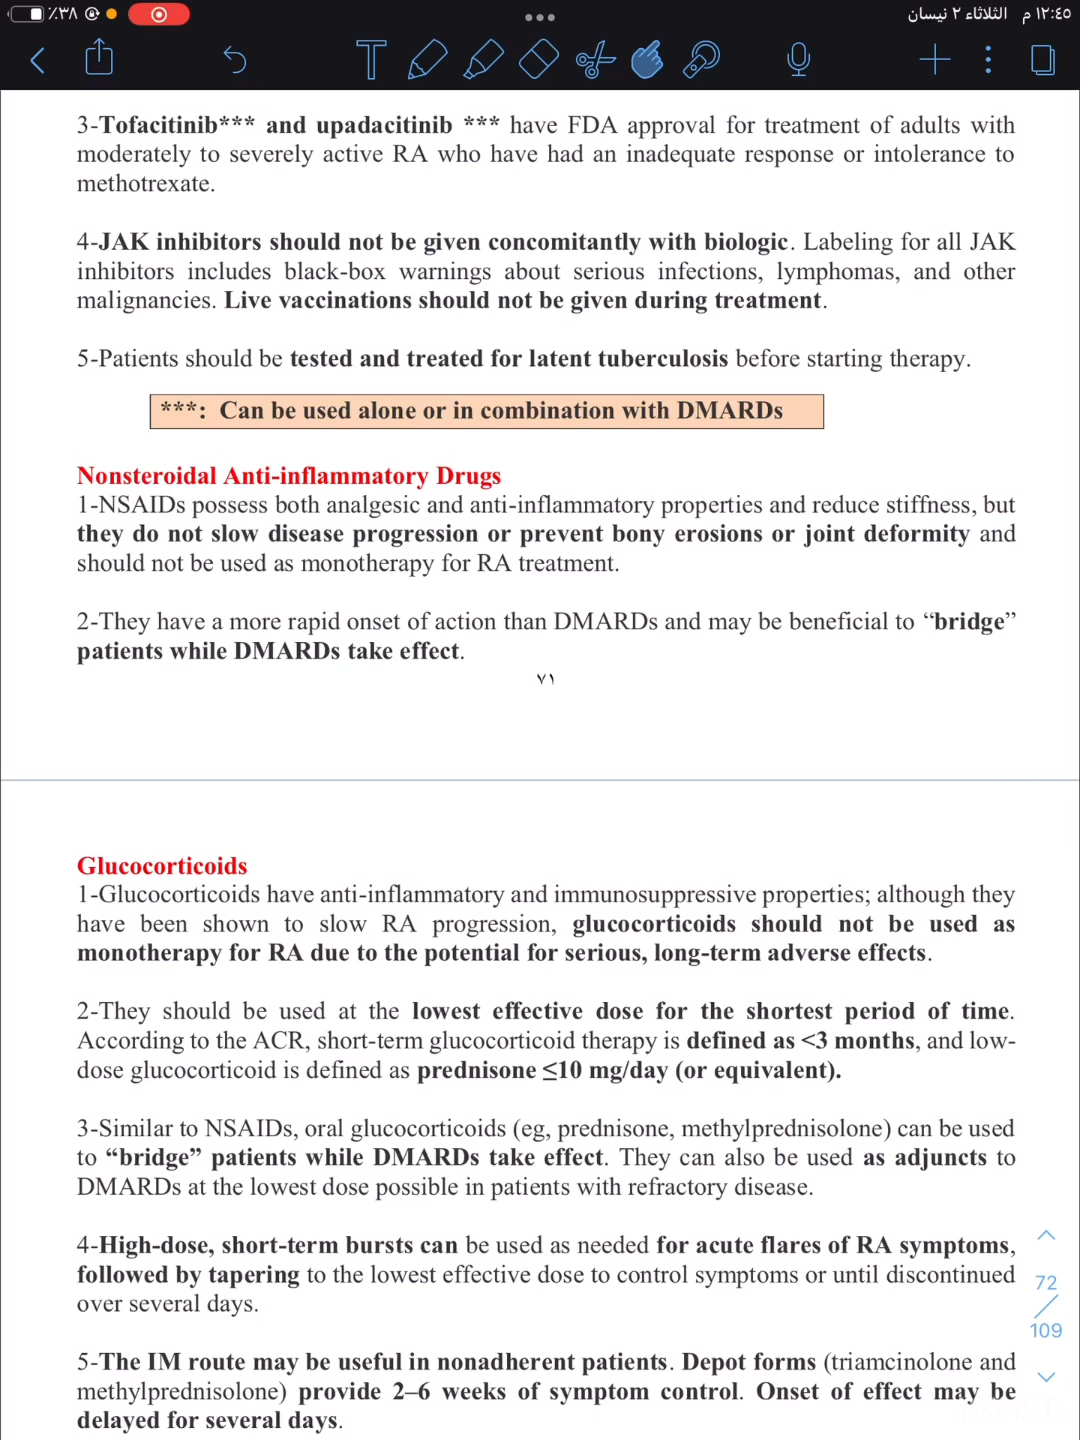 ١٢:٤٥ م الثلاثاء ٢ نيسان
٪٣٨
3-Tofacitinib*** and upadacitinib *** have FDA approval for treatment of adults with
moderately to severely active RA who have had an inadequate response or intolerance to
methotrexate.
4-JAK inhibitors should not be given concomitantly with biologic. Labeling for all JAK
inhibitors includes black-box warnings about serious infections, lymphomas, and other
malignancies. Live vaccinations should not be given during treatment.
5-Patients should be tested and treated for latent tuberculosis before starting therapy.
***: Can be used alone or in combination with DMARDs
Nonsteroidal Anti-inflammatory Drugs
1-NSAIDs possess both analgesic and anti-inflammatory properties and reduce stiffness, but
they do not slow disease progression or prevent bony erosions or joint deformity and
should not be used as monotherapy for RA treatment.
2-They have a more rapid onset of action than DMARDs and may be beneficial to “bridge”
patients while DMARDs take effect.
٧١
Glucocorticoids
1-Glucocorticoids have anti-inflammatory and immunosuppressive properties; although they
have been shown to slow RA progression, glucocorticoids should not be used as
monotherapy for RA due to the potential for serious, long-term adverse effects.
2-They should be used at the lowest effective dose for the shortest period of time.
According to the ACR, short-term glucocorticoid therapy is defined as <3 months, and low-
dose glucocorticoid is defined as prednisone ≤10 mg/day (or equivalent).
3-Similar to NSAIDs, oral glucocorticoids (eg, prednisone, methylprednisolone) can be used
to “bridge” patients while DMARDs take effect. They can also be used as adjuncts to
DMARDs at the lowest dose possible in patients with refractory disease.
4-High-dose, short-term bursts can be used as needed for acute flares of RA symptoms,
followed by tapering to the lowest effective dose to control symptoms or until discontinued
over several days.
72
109
5-The IM route may be useful in nonadherent patients. Depot forms (triamcinolone and
methylprednisolone) provide 2–6 weeks of symptom control. Onset of effect may be
delayed for several days.